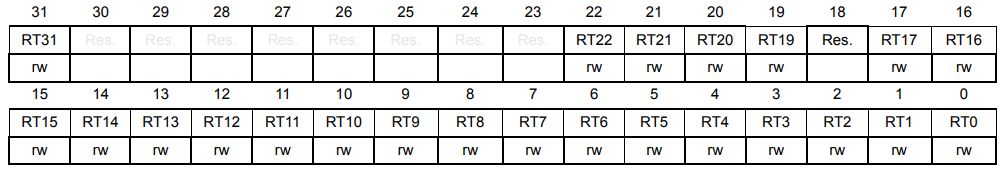 31 30 29 28 27 26 25 24 23 22 21 20 19 18 17 16
RT31 Res. Res. Res. Res. Res. Res. Res. Res. RT22 RT21 RT20 RT19 Res. RT17 RT16
rw rw rw rw rw rw rw
15 14 13 12 11 10 9 8 7 6 5 4 3 2 1 0
RT15 RT14 RT13 RT12 RT11 RT10 RT9 RT8 RT7 RT6 RT5 RT4 RT3 RT2 RT1 RT0
rw rw rw rw rw rw rw rw rw rw rw rw rw rw rw rw